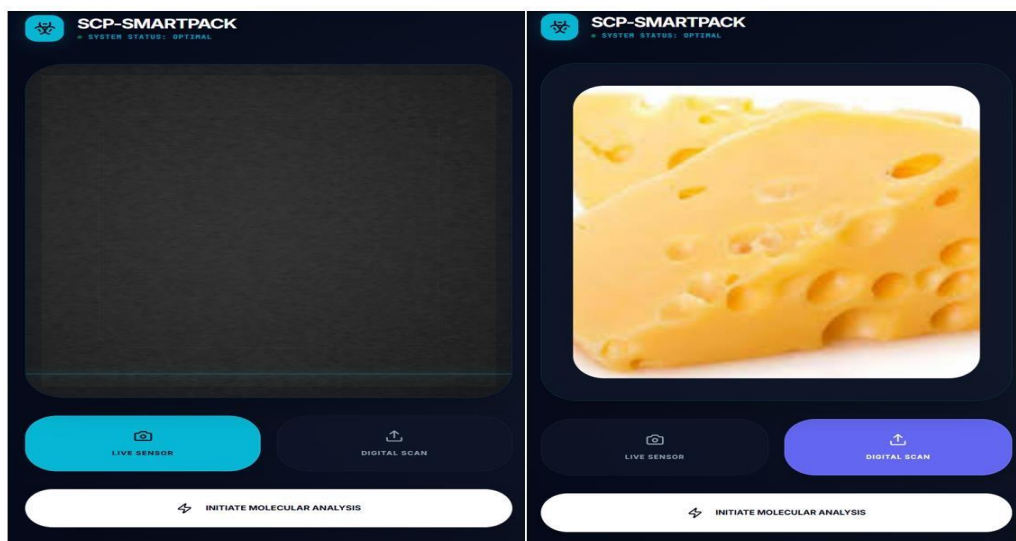 SCP-SMARTPACK
SYSTEM STATUS: OPTIMAL
LIVE SENSOR
DIGITAL SCAN
INITIATE MOLECULAR ANALYSIS
SCP-SMARTPACK
SYSTEM STATUS: OPTIMAL
LIVE SENSOR
DIGITAL SCAN
INITIATE MOLECULAR ANALYSIS